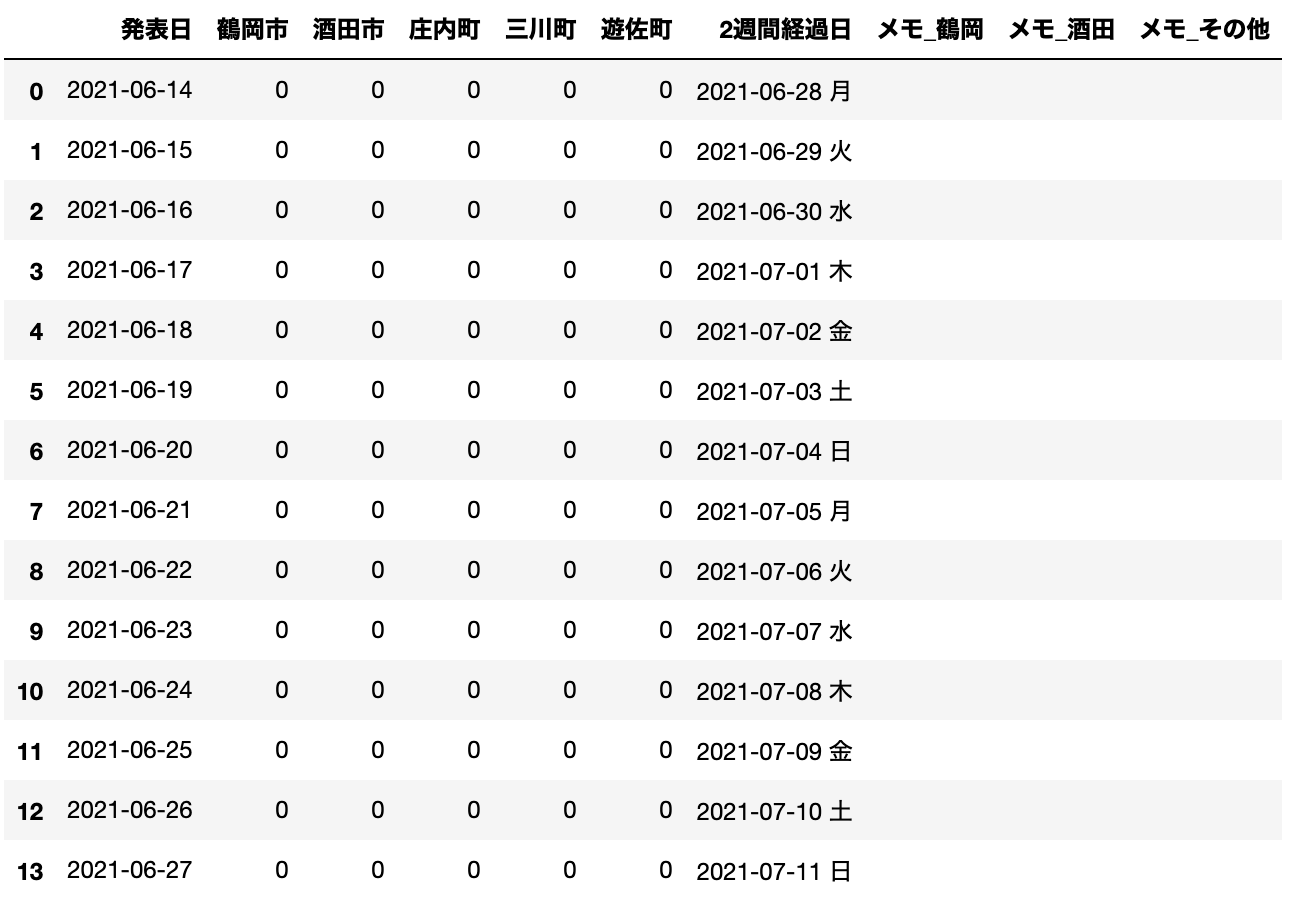 発表日 鶴岡市 酒田市 庄内町 三川町 遊佐町 2週間経過日 メモ_鶴岡 メモ_酒田 メモ_その他
0 2021-06-14 0 0 0 0 0 2021-06-28 月
1 2021-06-15 0 0 0 0 0 2021-06-29 火
2 2021-06-16 0 0 0 0 0 2021-06-30 水
3 2021-06-17 0 0 0 0 0 2021-07-01 木
4 2021-06-18 0 0 0 0 0 2021-07-02 金
5 2021-06-19 0 0 0 0 0 2021-07-03 土
6 2021-06-20 0 0 0 0 0 2021-07-04 日
7 2021-06-21 0 0 0 0 0 2021-07-05 月
8 2021-06-22 0 0 0 0 0 2021-07-06 火
9 2021-06-23 0 0 0 0 0 2021-07-07 水
10 2021-06-24 0 0 0 0 0 2021-07-08 木
11 2021-06-25 0 0 0 0 0 2021-07-09 金
12 2021-06-26 0 0 0 0 0 2021-07-10 土
13 2021-06-27 0 0 0 0 0 2021-07-11 日